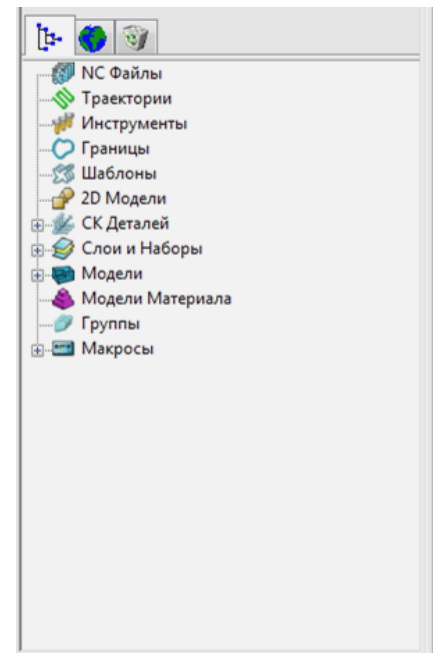 NC Файлы
Траектории
Инструменты
Границы
Шаблоны
2D Модели
СК Деталей
Слои и Наборы
Модели
Модели Материала
Группы
Макросы